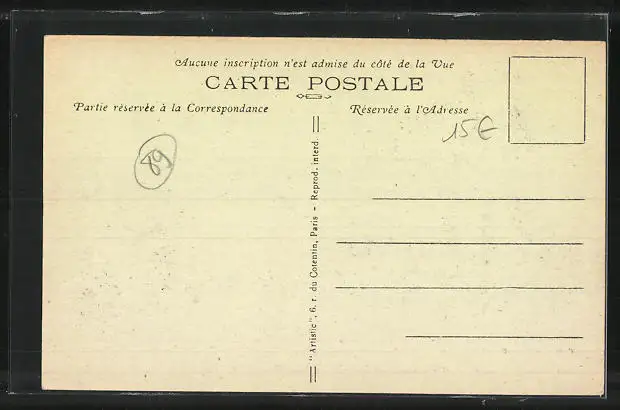 Aucune inscription n'est admise du côté de la Vue
CARTE POSTALE
Partie réservée à la Correspondance
Réservée à l'Adresse
15€
89
"Artistic", 6, r. du Cotentin, Paris - Reprod. interd.